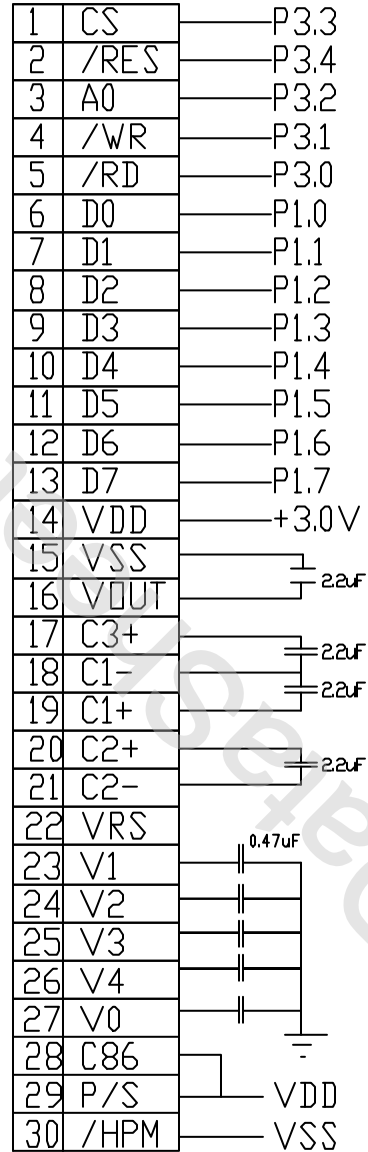 1 CS P3.3
2 /RES P3.4
3 A0 P3.2
4 /WR P3.1
5 /RD P3.0
6 D0 P1.0
7 D1 P1.1
8 D2 P1.2
9 D3 P1.3
10 D4 P1.4
11 D5 P1.5
12 D6 P1.6
13 D7 P1.7
14 VDD +3.0V
15 VSS
2.2uF
16 VOUT
17 C3+
2.2uF
18 C1-
2.2uF
19 C1+
20 C2+
2.2uF
21 C2-
22 VRS
0.47uF
23 V1
24 V2
25 V3
26 V4
27 V0
28 C86
29 P/S VDD
30 /HPM VSS